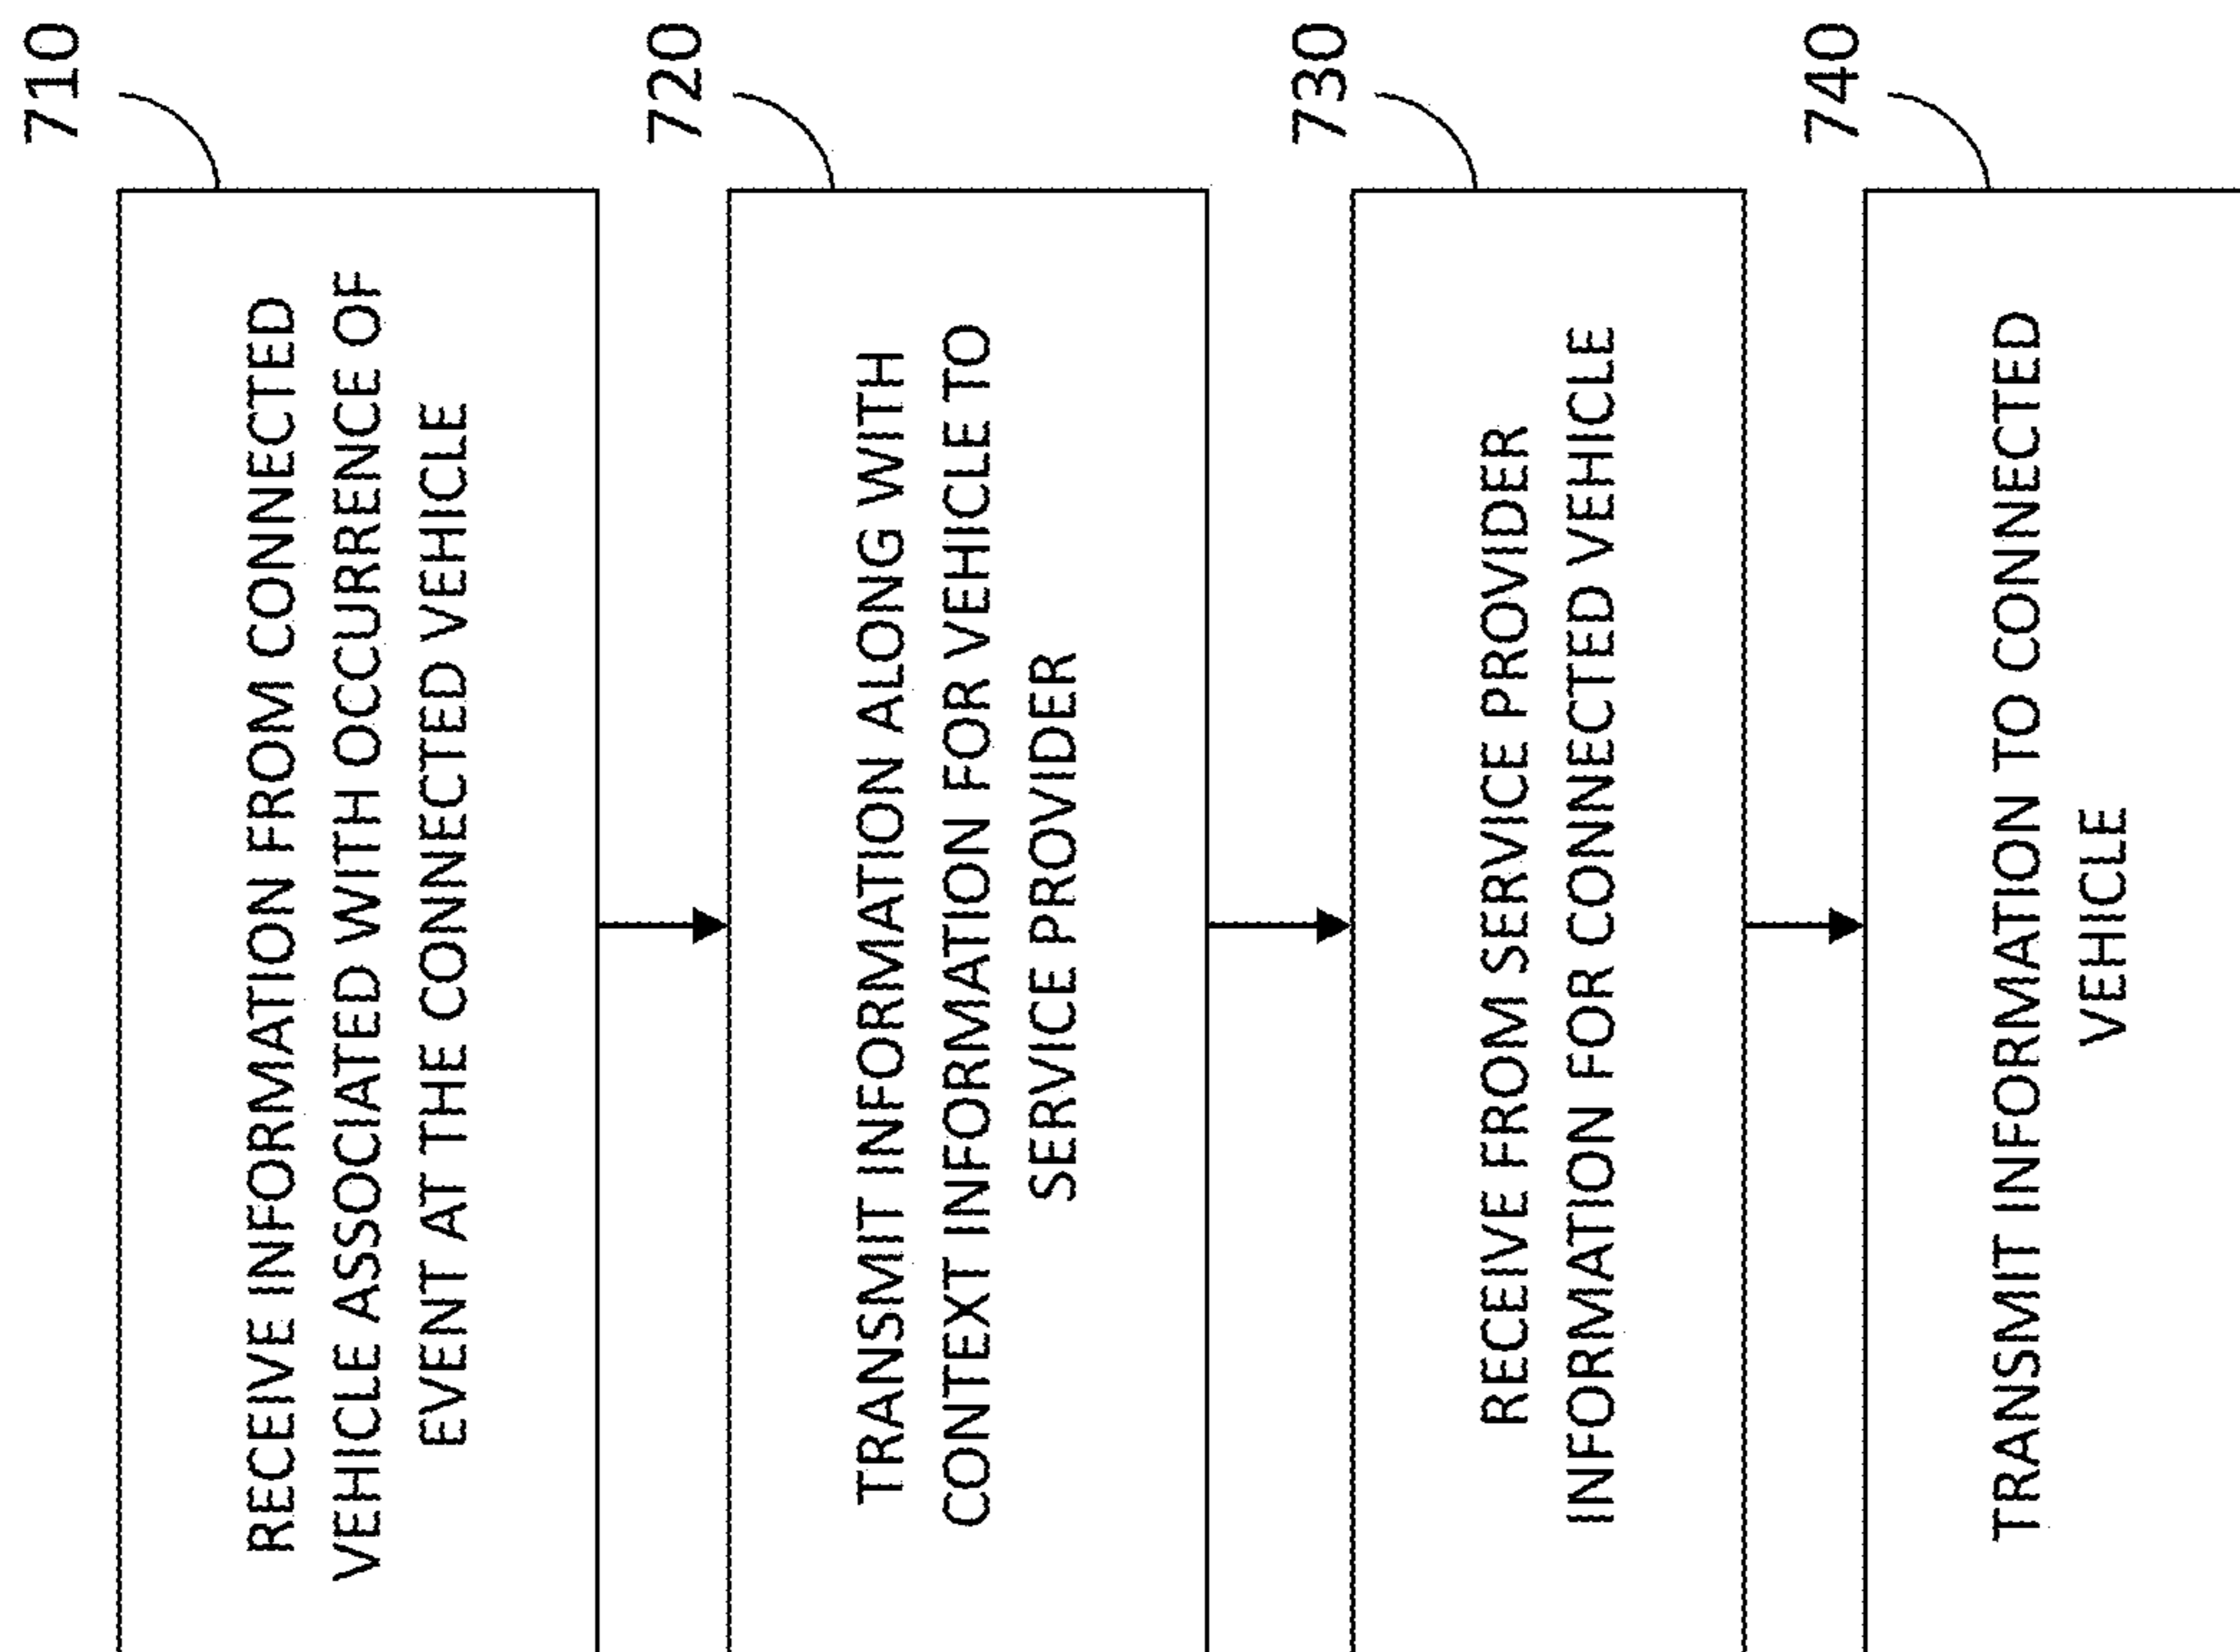 710
RECEIVE INFORMATION FROM CONNECTED
VEHICLE ASSOCIATED WITH OCCURRENCE OF
EVENT AT THE CONNECTED VEHICLE
720
TRANSMIT INFORMATION ALONG WITH
CONTEXT INFORMATION FOR VEHICLE TO
SERVICE PROVIDER
730
RECEIVE FROM SERVICE PROVIDER
INFORMATION FOR CONNECTED VEHICLE
740
TRANSMIT INFORMATION TO CONNECTED
VEHICLE